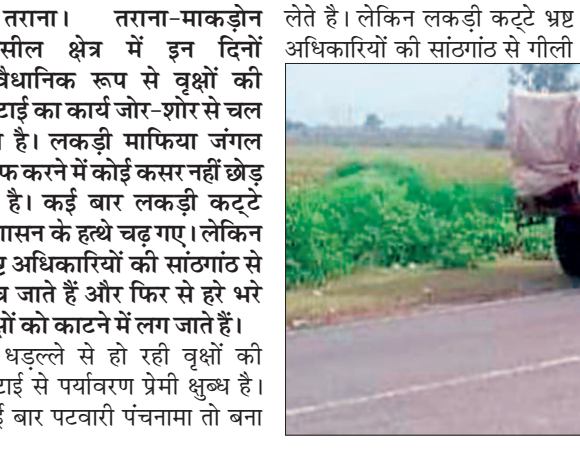 तराना। तराना-माकड़ोन
सील क्षेत्र में इन दिनों
वैधानिक रूप से वृक्षों की
टाई का कार्य जोर-शोर से चल
है। लकड़ी माफिया जंगल
फ करने में कोई कसर नहीं छोड़
है। कई बार लकड़ी कट्टे
शासन के हत्थे चढ़ गए। लेकिन
अधिकारियों की सांठगांठ से
जाते हैं और फिर से हरे भरे
क्षों को काटने में लग जाते हैं।
धड़ल्ले से हो रही वृक्षों की
टाई से पर्यावरण प्रेमी क्षुब्ध है।
ई बार पटवारी पंचनामा तो बना
लेते है। लेकिन लकड़ी कट्टे भ्रष्ट
अधिकारियों की सांठगांठ से गीली